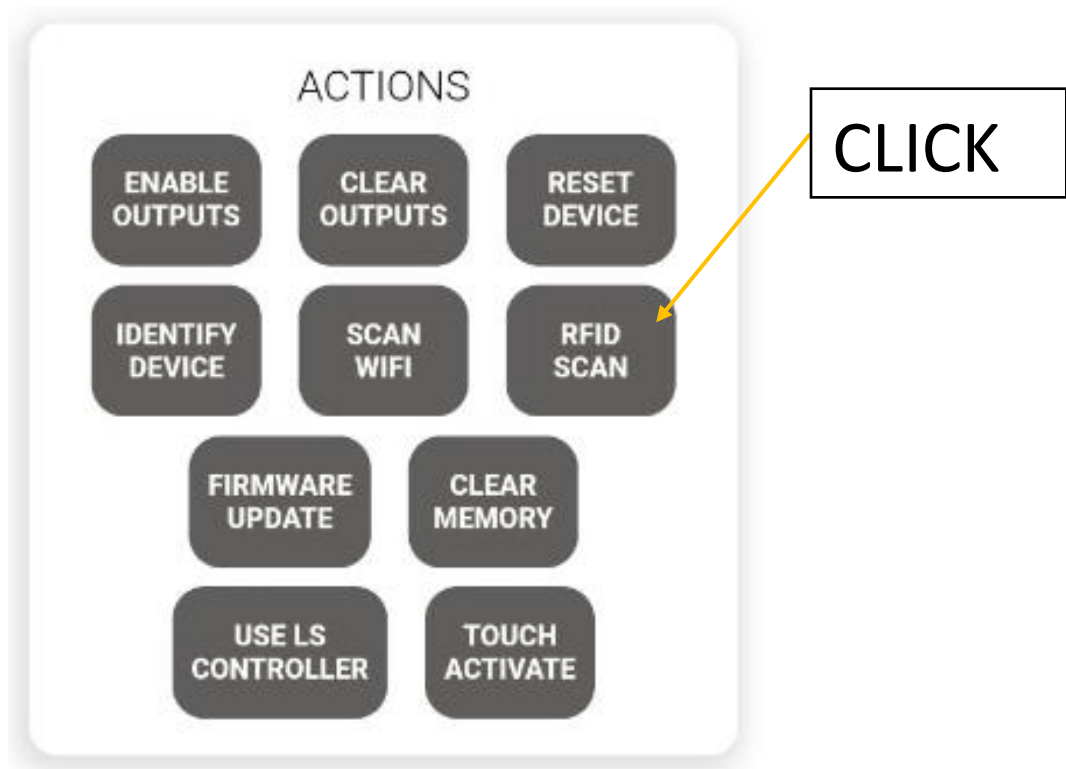 ACTIONS
CLICK
ENABLE
OUTPUTS
CLEAR
OUTPUTS
RESET
DEVICE
IDENTIFY
DEVICE
SCAN
WIFI
RFID
SCAN
FIRMWARE
UPDATE
CLEAR
MEMORY
USE LS
CONTROLLER
TOUCH
ACTIVATE